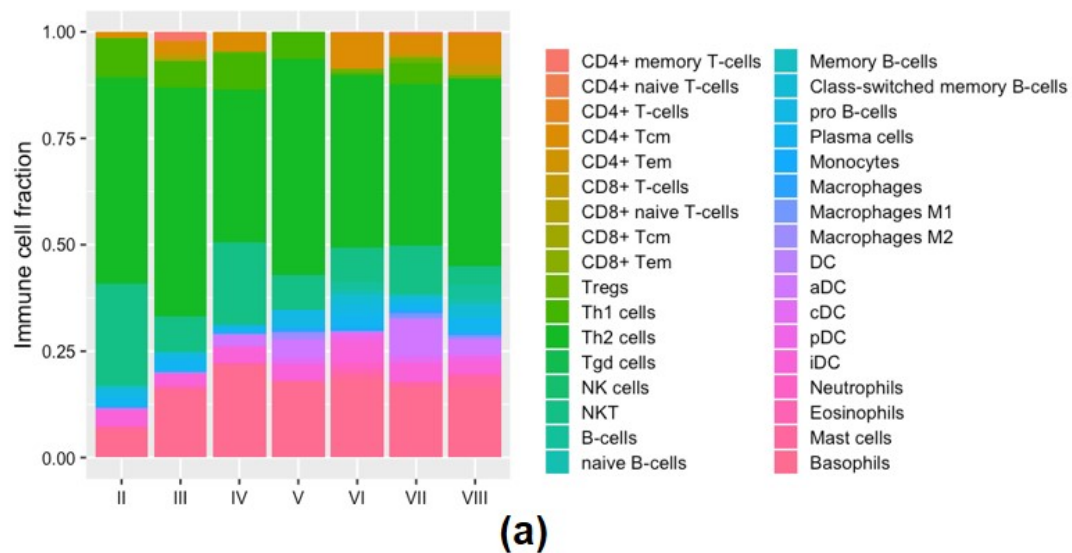 Immune cell fraction
1.00
0.75
0.50
0.25
0.00
II III IV V VI VII VIII
CD4+ memory T-cells
CD4+ naive T-cells
CD4+ T-cells
CD4+ Tcm
CD4+ Tem
CD8+ T-cells
CD8+ naive T-cells
CD8+ Tcm
CD8+ Tem
Tregs
Th1 cells
Th2 cells
Tgd cells
NK cells
NKT
B-cells
naive B-cells
Memory B-cells
Class-switched memory B-cells
pro B-cells
Plasma cells
Monocytes
Macrophages
Macrophages M1
Macrophages M2
DC
aDC
cDC
pDC
iDC
Neutrophils
Eosinophils
Mast cells
Basophils
(a)